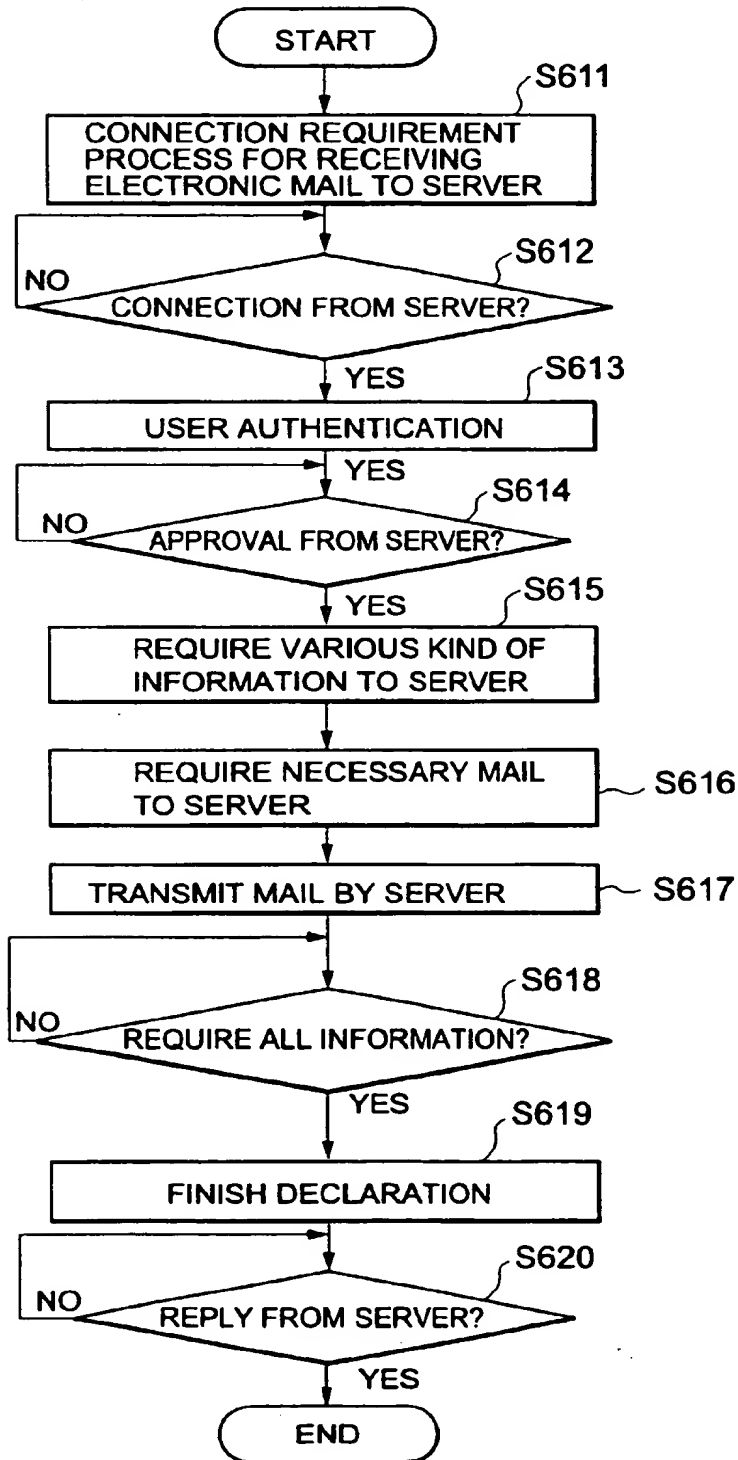 START
S611
CONNECTION REQUIREMENT
PROCESS FOR RECEIVING
ELECTRONIC MAIL TO SERVER
S612
NO
CONNECTION FROM SERVER?
YES
S613
USER AUTHENTICATION
YES
S614
NO
APPROVAL FROM SERVER?
YES
S615
REQUIRE VARIOUS KIND OF
INFORMATION TO SERVER
REQUIRE NECESSARY MAIL
TO SERVER
S616
TRANSMIT MAIL BY SERVER
S617
S618
NO
REQUIRE ALL INFORMATION?
YES
S619
FINISH DECLARATION
S620
NO
REPLY FROM SERVER?
YES
END